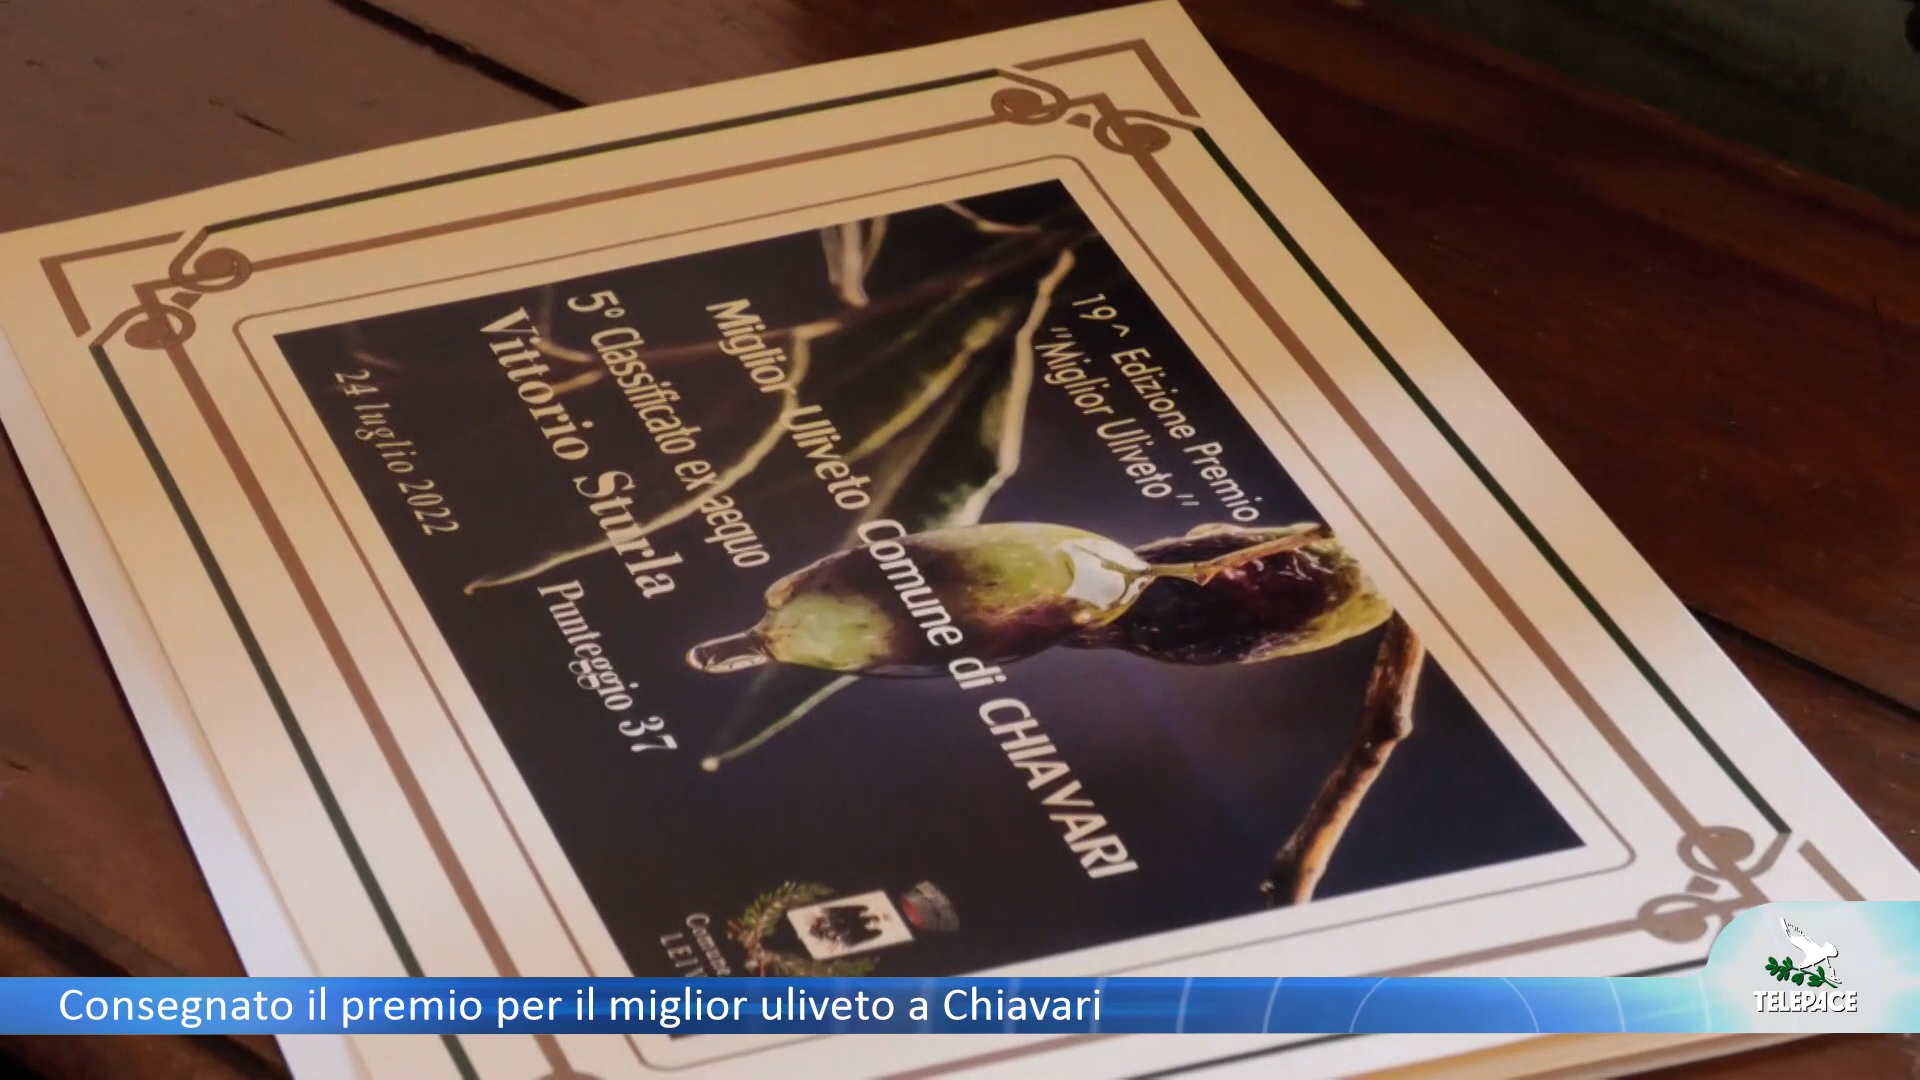 19^ Edizione Premio
"Miglior Uliveto"
Miglior Uliveto Comune di CHIAVARI
5° Classificato ex aequo
Vittorio Sturla
Punteggio 37
24 luglio 2022
Comune
Consegnato il premio per il miglior uliveto a Chiavari
TELEPACE